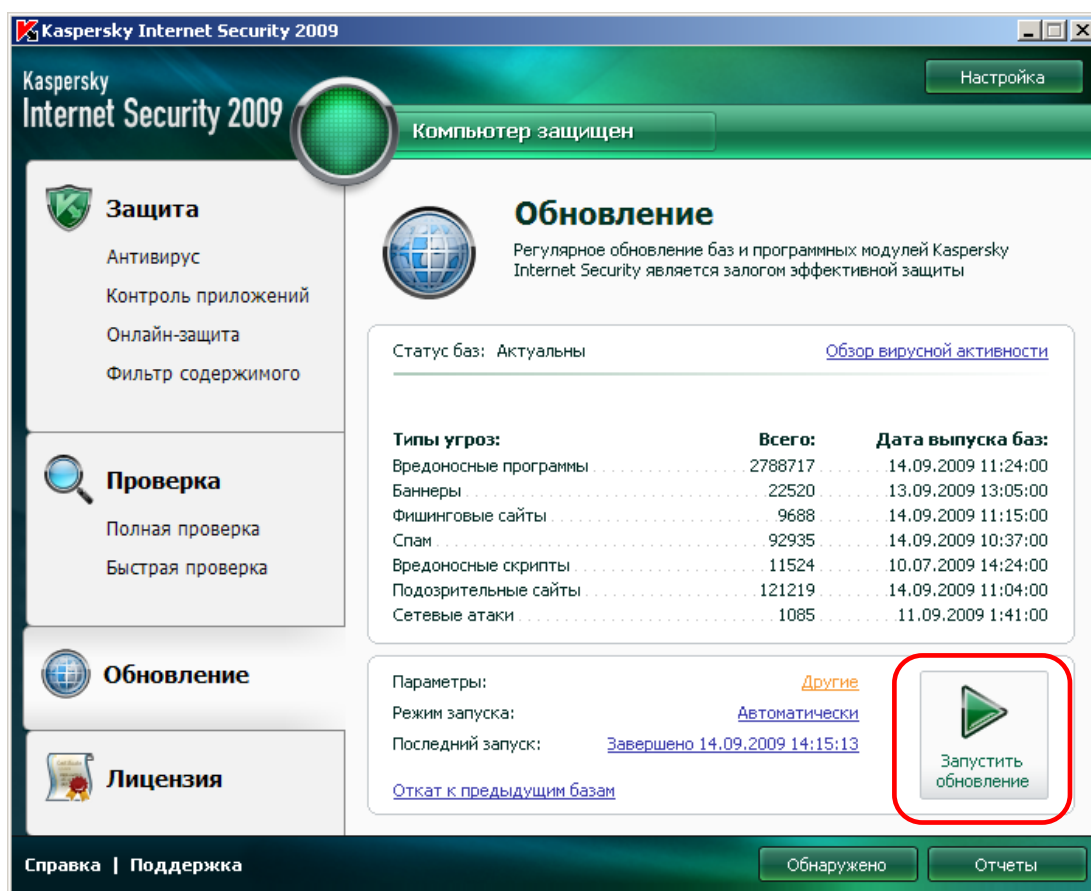 Kaspersky Internet Security 2009
Kaspersky
Internet Security 2009
Настройка
Компьютер защищен
Защита
Антивирус
Контроль приложений
Онлайн-защита
Фильтр содержимого
Проверка
Полная проверка
Быстрая проверка
Обновление
Лицензия
Обновление
Регулярное обновление баз и программных модулей Kaspersky
Internet Security является залогом эффективной защиты
Статус баз: Актуальны Обзор вирусной активности
Типы угроз: Всего: Дата выпуска баз:
Вредоносные программы 2788717 14.09.2009 11:24:00
Баннеры 22520 13.09.2009 13:05:00
Фишинговые сайты 9688 14.09.2009 11:15:00
Спам 92935 14.09.2009 10:37:00
Вредоносные скрипты 11524 10.07.2009 14:24:00
Подозрительные сайты 121219 14.09.2009 11:04:00
Сетевые атаки 1085 11.09.2009 1:41:00
Параметры: Другие
Режим запуска: Автоматически
Последний запуск: Завершено 14.09.2009 14:15:13
Откат к предыдущим базам
Запустить
обновление
Справка | Поддержка
Обнаружено
Отчеты